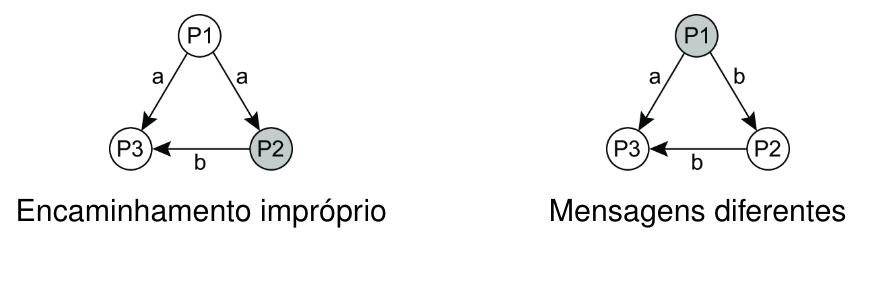 P1
a
a
P3
P2
b
Encaminhamento impróprio
P1
a
b
P3
P2
b
Mensagens diferentes